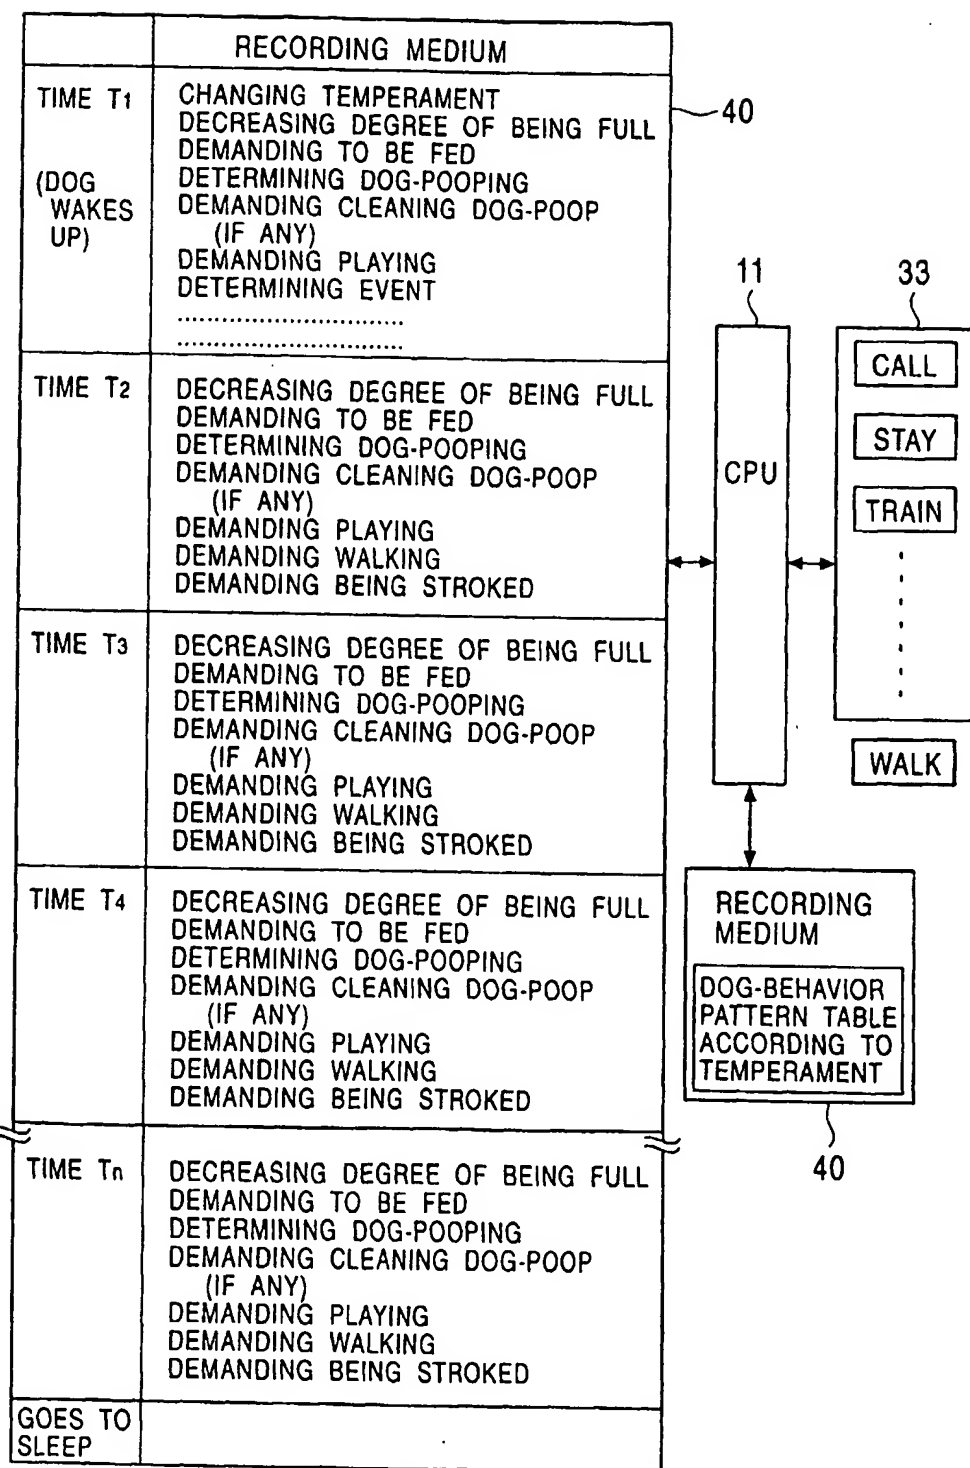 RECORDING MEDIUM
TIME T1
(DOG
WAKES
UP)
CHANGING TEMPERAMENT
DECREASING DEGREE OF BEING FULL
DEMANDING TO BE FED
DETERMINING DOG-POOPING
DEMANDING CLEANING DOG-POOP
(IF ANY)
DEMANDING PLAYING
DETERMINING EVENT
..............................
..............................
40
TIME T2
DECREASING DEGREE OF BEING FULL
DEMANDING TO BE FED
DETERMINING DOG-POOPING
DEMANDING CLEANING DOG-POOP
(IF ANY)
DEMANDING PLAYING
DEMANDING WALKING
DEMANDING BEING STROKED
TIME T3
DECREASING DEGREE OF BEING FULL
DEMANDING TO BE FED
DETERMINING DOG-POOPING
DEMANDING CLEANING DOG-POOP
(IF ANY)
DEMANDING PLAYING
DEMANDING WALKING
DEMANDING BEING STROKED
TIME T4
DECREASING DEGREE OF BEING FULL
DEMANDING TO BE FED
DETERMINING DOG-POOPING
DEMANDING CLEANING DOG-POOP
(IF ANY)
DEMANDING PLAYING
DEMANDING WALKING
DEMANDING BEING STROKED
TIME Tn
DECREASING DEGREE OF BEING FULL
DEMANDING TO BE FED
DETERMINING DOG-POOPING
DEMANDING CLEANING DOG-POOP
(IF ANY)
DEMANDING PLAYING
DEMANDING WALKING
DEMANDING BEING STROKED
GOES TO
SLEEP
11
CPU
33
CALL
STAY
TRAIN
WALK
RECORDING
MEDIUM
DOG-BEHAVIOR
PATTERN TABLE
ACCORDING TO
TEMPERAMENT
40